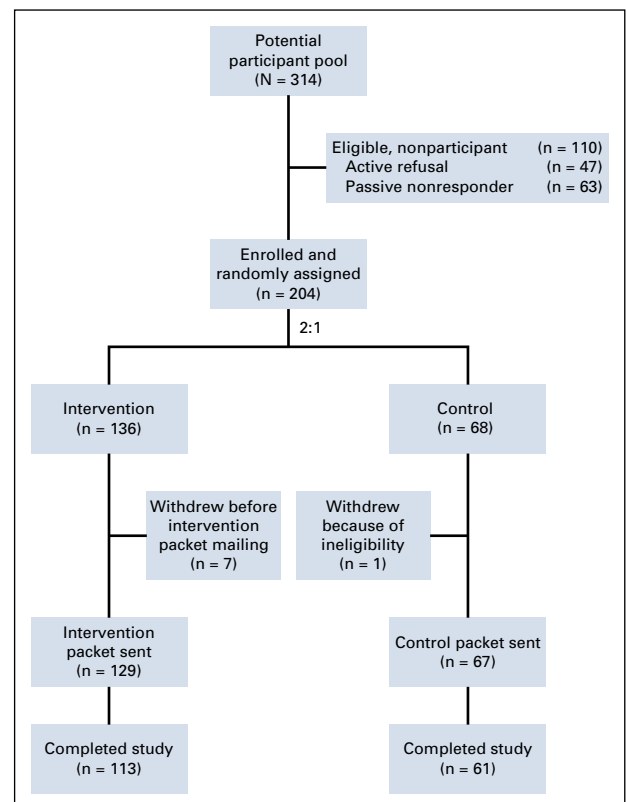 Potential
participant pool
(N = 314)
Eligible, nonparticipant (n = 110)
Active refusal (n = 47)
Passive nonresponder (n = 63)
Enrolled and
randomly assigned
(n = 204)
2:1
Intervention
(n = 136)
Control
(n = 68)
Withdrew before
intervention
packet mailing
(n = 7)
Withdrew
because of
ineligibility
(n = 1)
Intervention
packet sent
(n = 129)
Control packet sent
(n = 67)
Completed study
(n = 113)
Completed study
(n = 61)